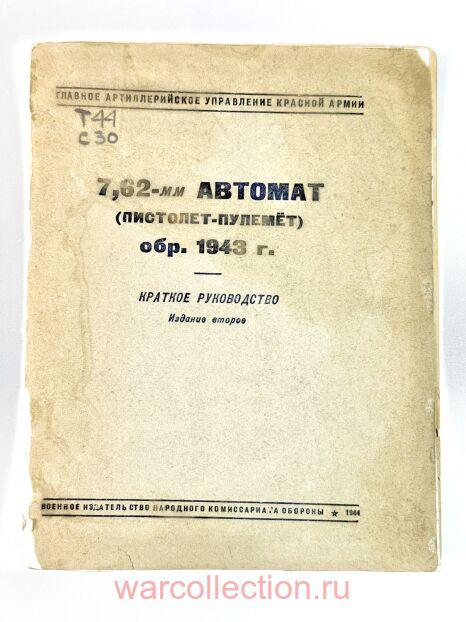 ГЛАВНОЕ АРТИЛЛЕРИЙСКОЕ УПРАВЛЕНИЕ КРАСНОЙ АРМИИ
Т44
С30
7,62-мм АВТОМАТ
(ПИСТОЛЕТ-ПУЛЕМЁТ)
обр. 1943 г.
КРАТКОЕ РУКОВОДСТВО
Издание второе
ВОЕННОЕ ИЗДАТЕЛЬСТВО НАРОДНОГО КОМИССАРИАТА ОБОРОНЫ ★ 1944
warcollection.ru